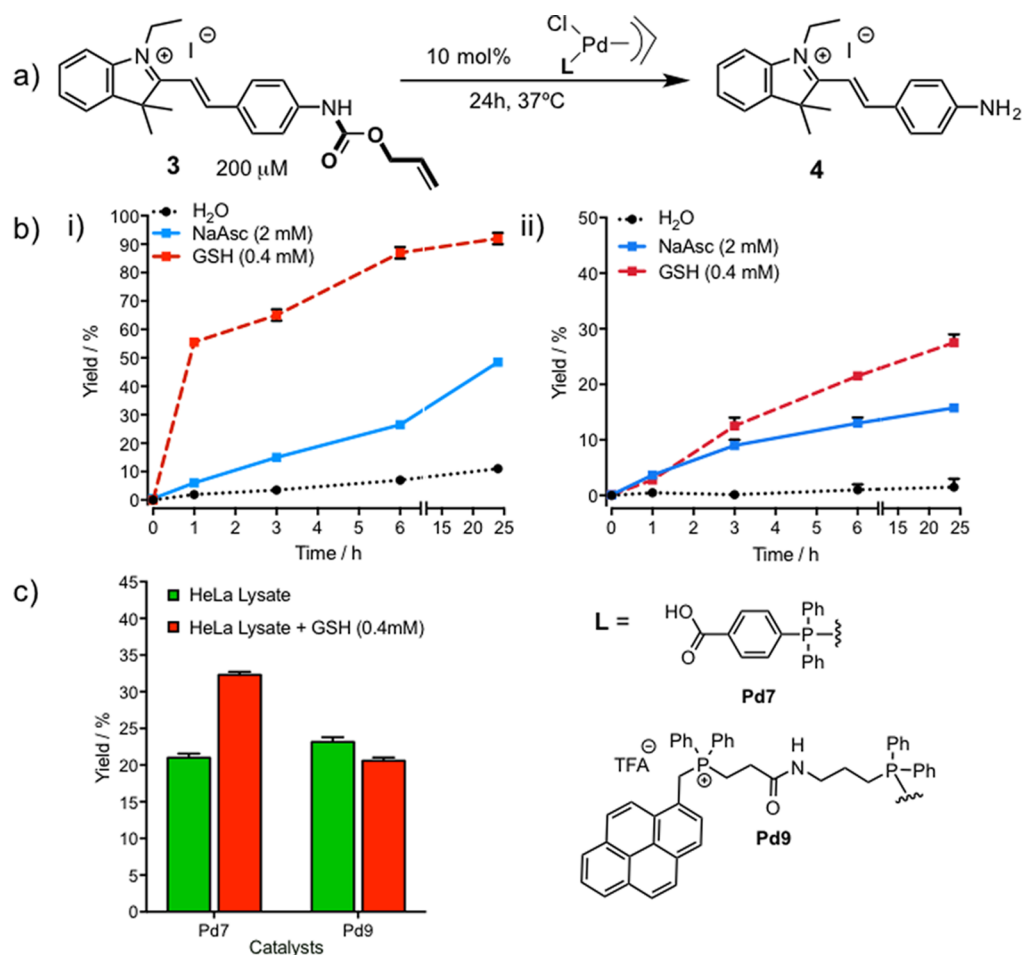 a)
N
⊕
I ⊖
NH
O
O
3
200 μM
10 mol%
Cl
Pd
L
24h, 37ºC
N
⊕
I ⊖
NH2
4
b)
i)
H2O
NaAsc (2 mM)
GSH (0.4 mM)
100
90
80
70
60
50
40
30
20
10
0
Yield / %
0 1 2 3 4 5 6 15 20 25
Time / h
ii)
H2O
NaAsc (2 mM)
GSH (0.4 mM)
50
40
30
20
10
0
Yield / %
0 1 2 3 4 5 6 15 20 25
Time / h
c)
HeLa Lysate
HeLa Lysate + GSH (0.4mM)
45
40
35
30
25
20
15
10
5
0
Yield / %
Pd7 Pd9
Catalysts
L =
HO
O
Ph
P
Ph
Pd7
TFA ⊖
Ph Ph
P
⊕
O
H
N
Ph
P
Ph
Pd9